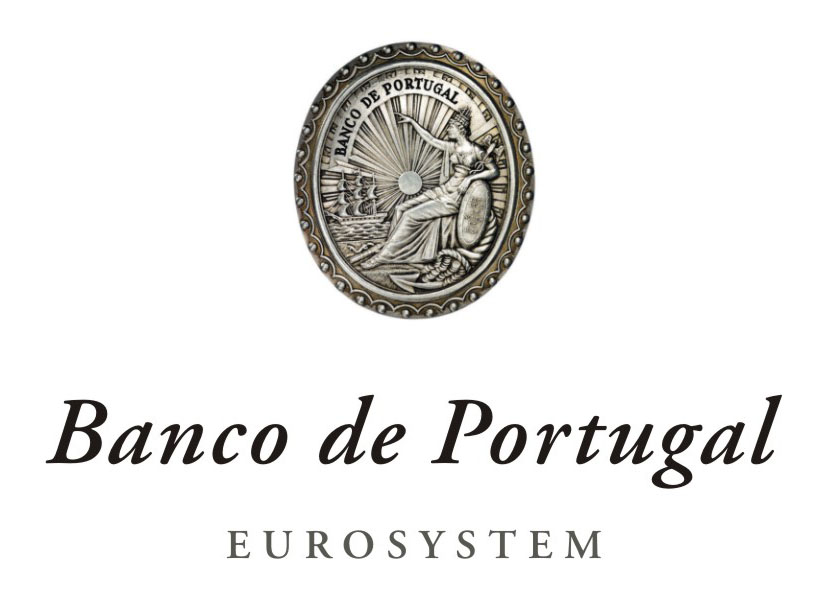 BANCO DE PORTUGAL
Banco de Portugal
EUROSYSTEM